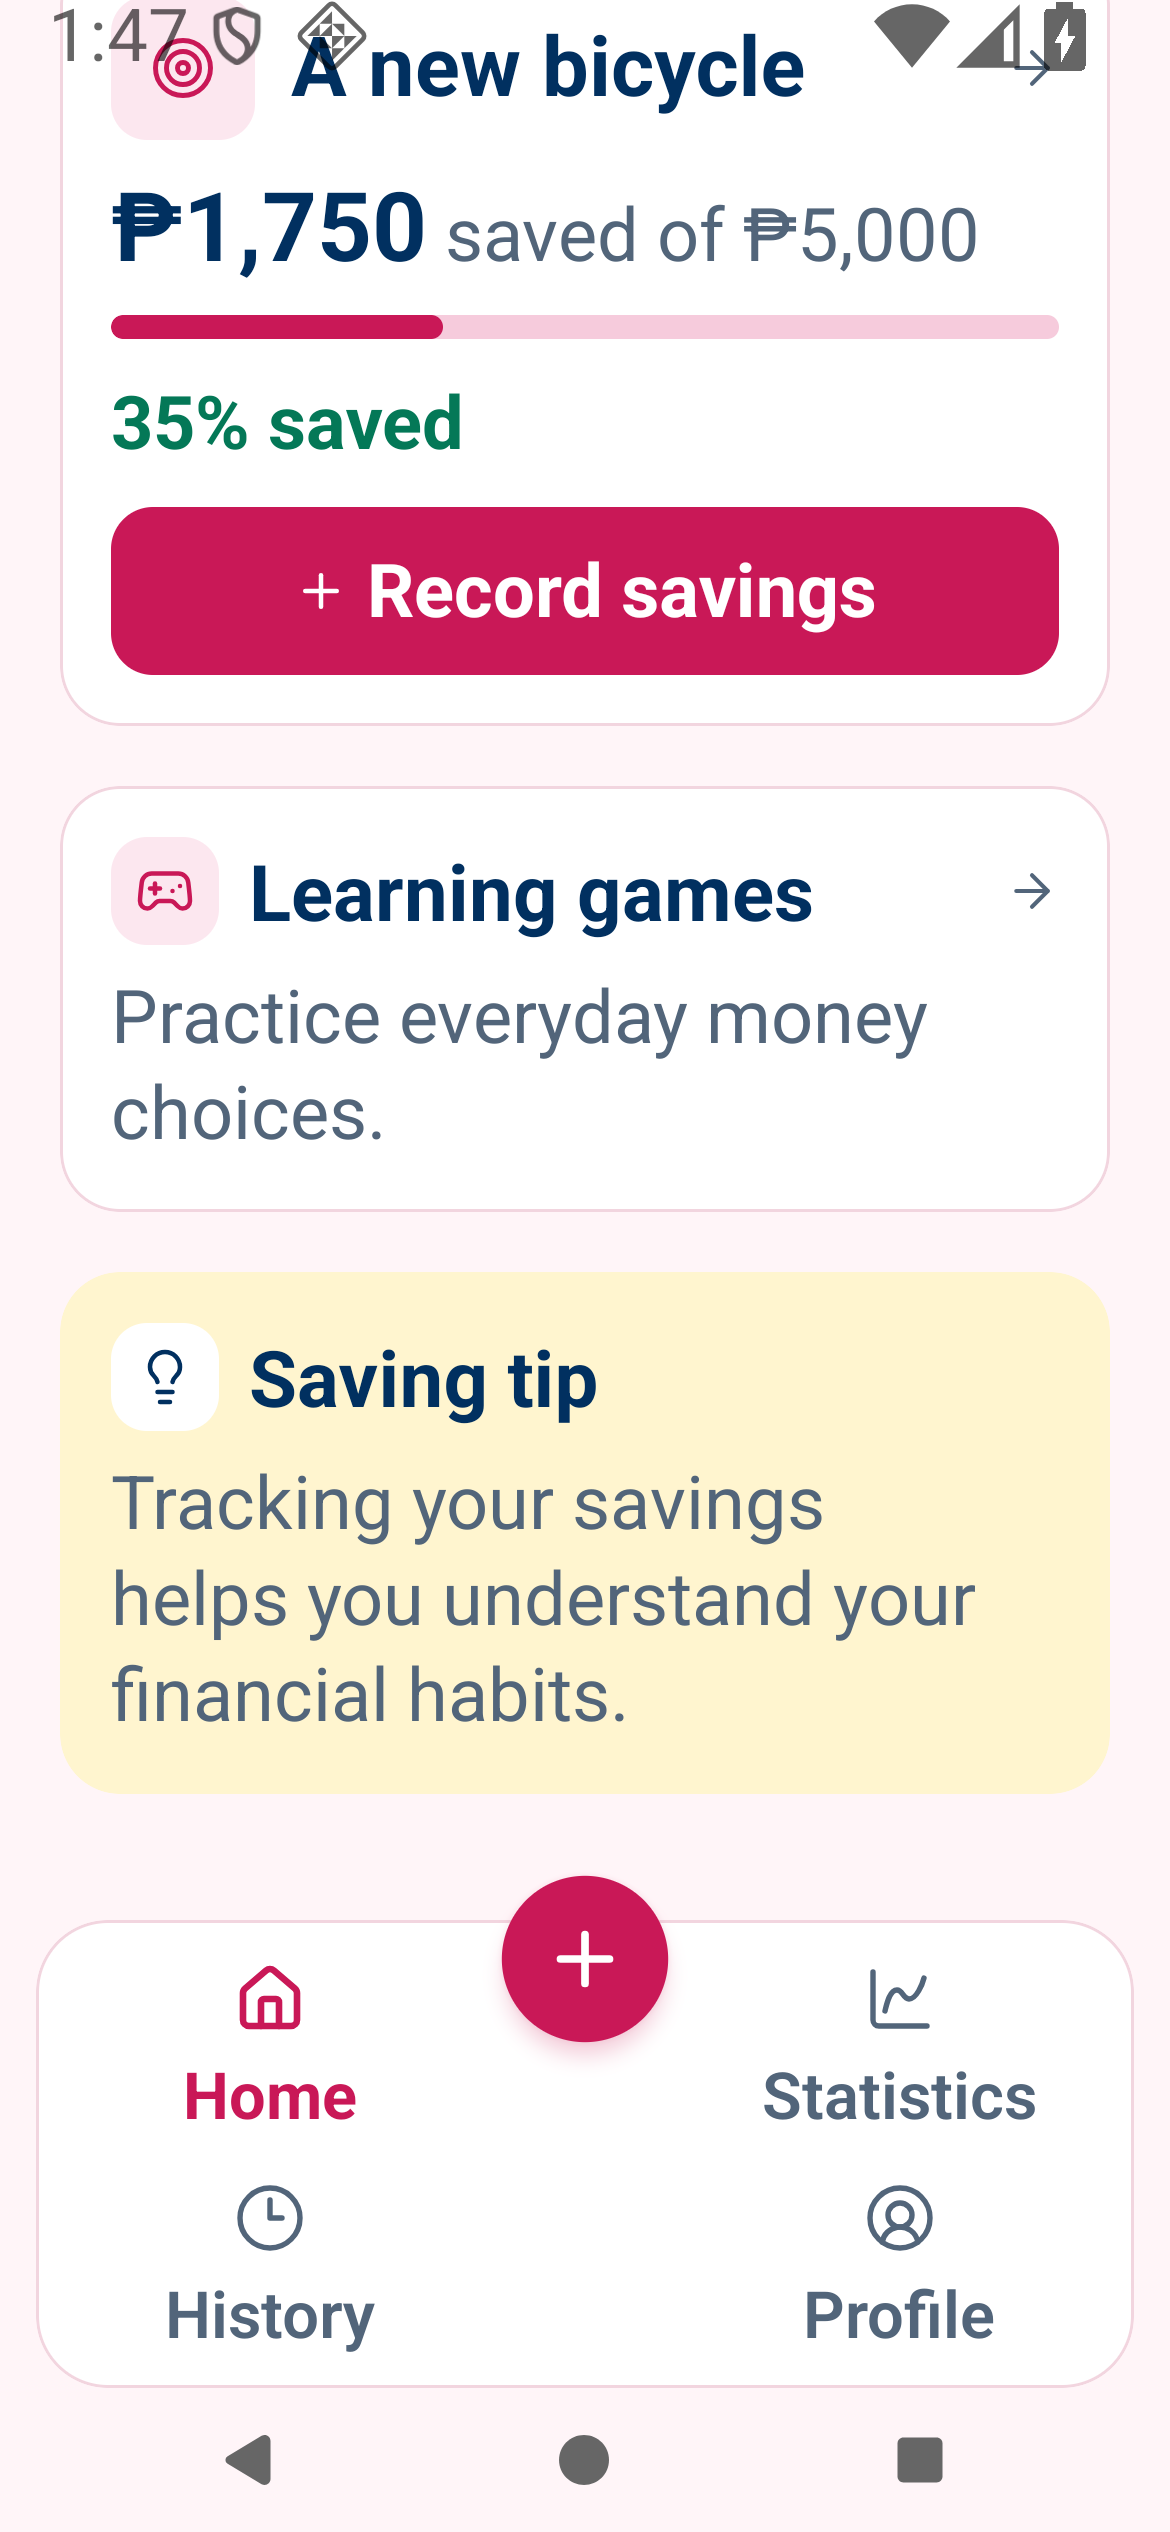 1:47
A new bicycle
₱1,750 saved of ₱5,000
35% saved
+ Record savings
Learning games
Practice everyday money
choices.
Saving tip
Tracking your savings
helps you understand your
financial habits.
Home
Statistics
History
Profile